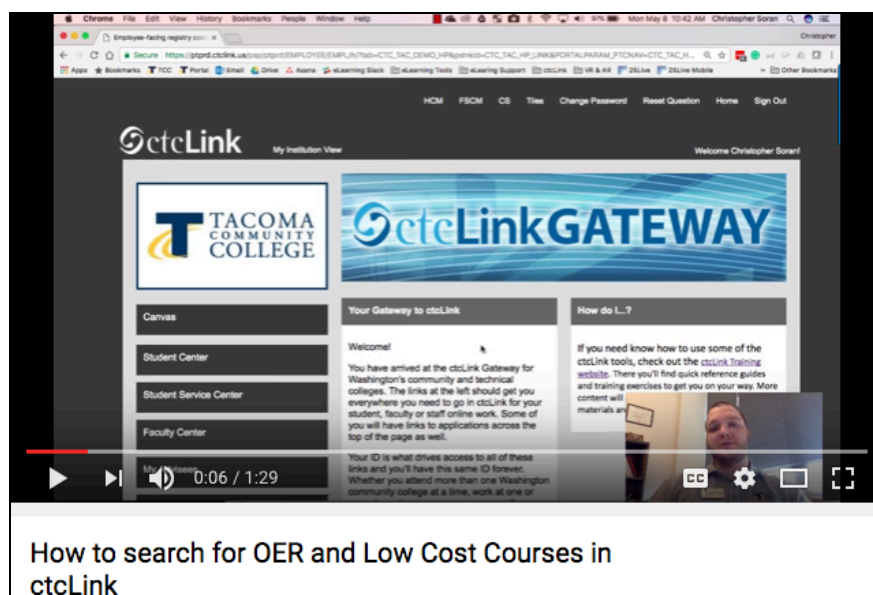 Chrome File Edit View History Bookmarks People Window Help 97% Mon May 8 10:42 AM Christopher Soran
Christopher
Secure https://ptprd.ctclink.us/psp/ptprd/EMPLOYEE/EMPL/h/?tab=CTC_TAC_DEMO_HP&pslnkid=CTC_TAC_HP_LINK&PORTALPARAM_PTCNAV=CTC_TAC_H...
Apps Bookmarks TCC Portal Email Drive Asana eLearning Slack eLearning Tools eLearing Support ctcLink VR & AR 25Live 25Live Mobile » Other Bookmarks
HCM FSCM CS Tiles Change Password Reset Question Home Sign Out
ctcLink My Institution View Welcome Christopher Soran!
TACOMA
COMMUNITY
COLLEGE
ctcLinkGATEWAY
Canvas
Student Center
Student Service Center
Faculty Center
Your Gateway to ctcLink
Welcome!
You have arrived at the ctcLink Gateway for
Washington's community and technical
colleges. The links at the left should get you
everywhere you need to go in ctcLink for your
student, faculty or staff online work. Some of
you will have links to applications across the
top of the page as well.
Your ID is what drives access to all of these
links and you'll have this same ID forever.
Whether you attend more than one Washington
community college at a time, work at one or
How do I...?
If you need know how to use some of the
ctcLink tools, check out the ctcLink Training
website. There you'll find quick reference guides
and training exercises to get you on your way. More
content will
materials
0:06 / 1:29
CC
How to search for OER and Low Cost Courses in
ctcLink